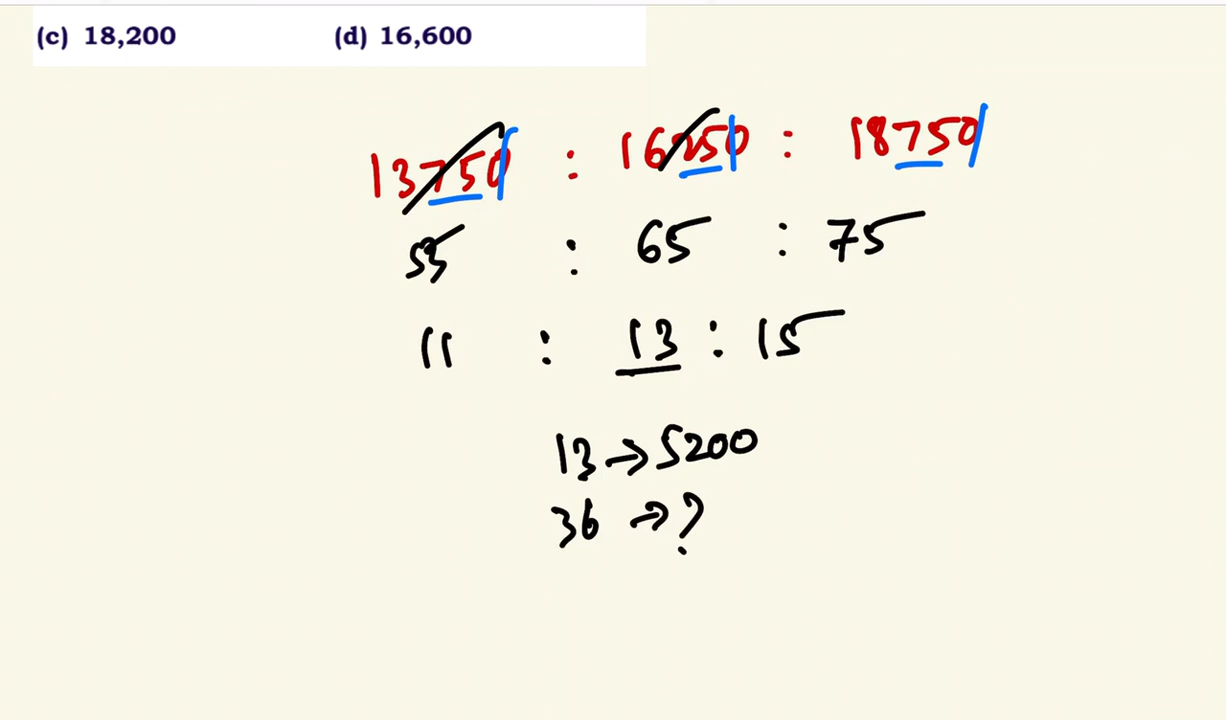 (c) 18,200 (d) 16,600
13750 : 16250 : 18750
55 : 65 : 75
11 : 13 : 15
13 → 5200
36 → ?